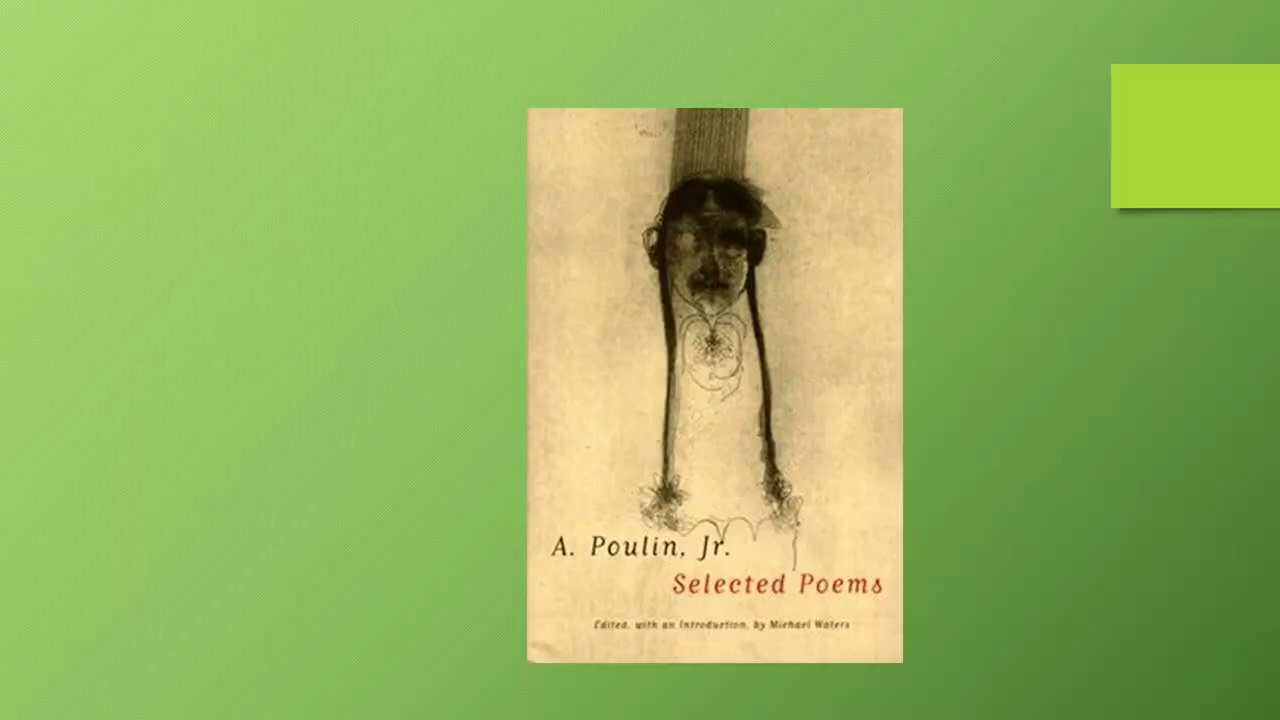 A. Poulin, Jr.
Selected Poems
Edited, with an Introduction, by Michael Waters